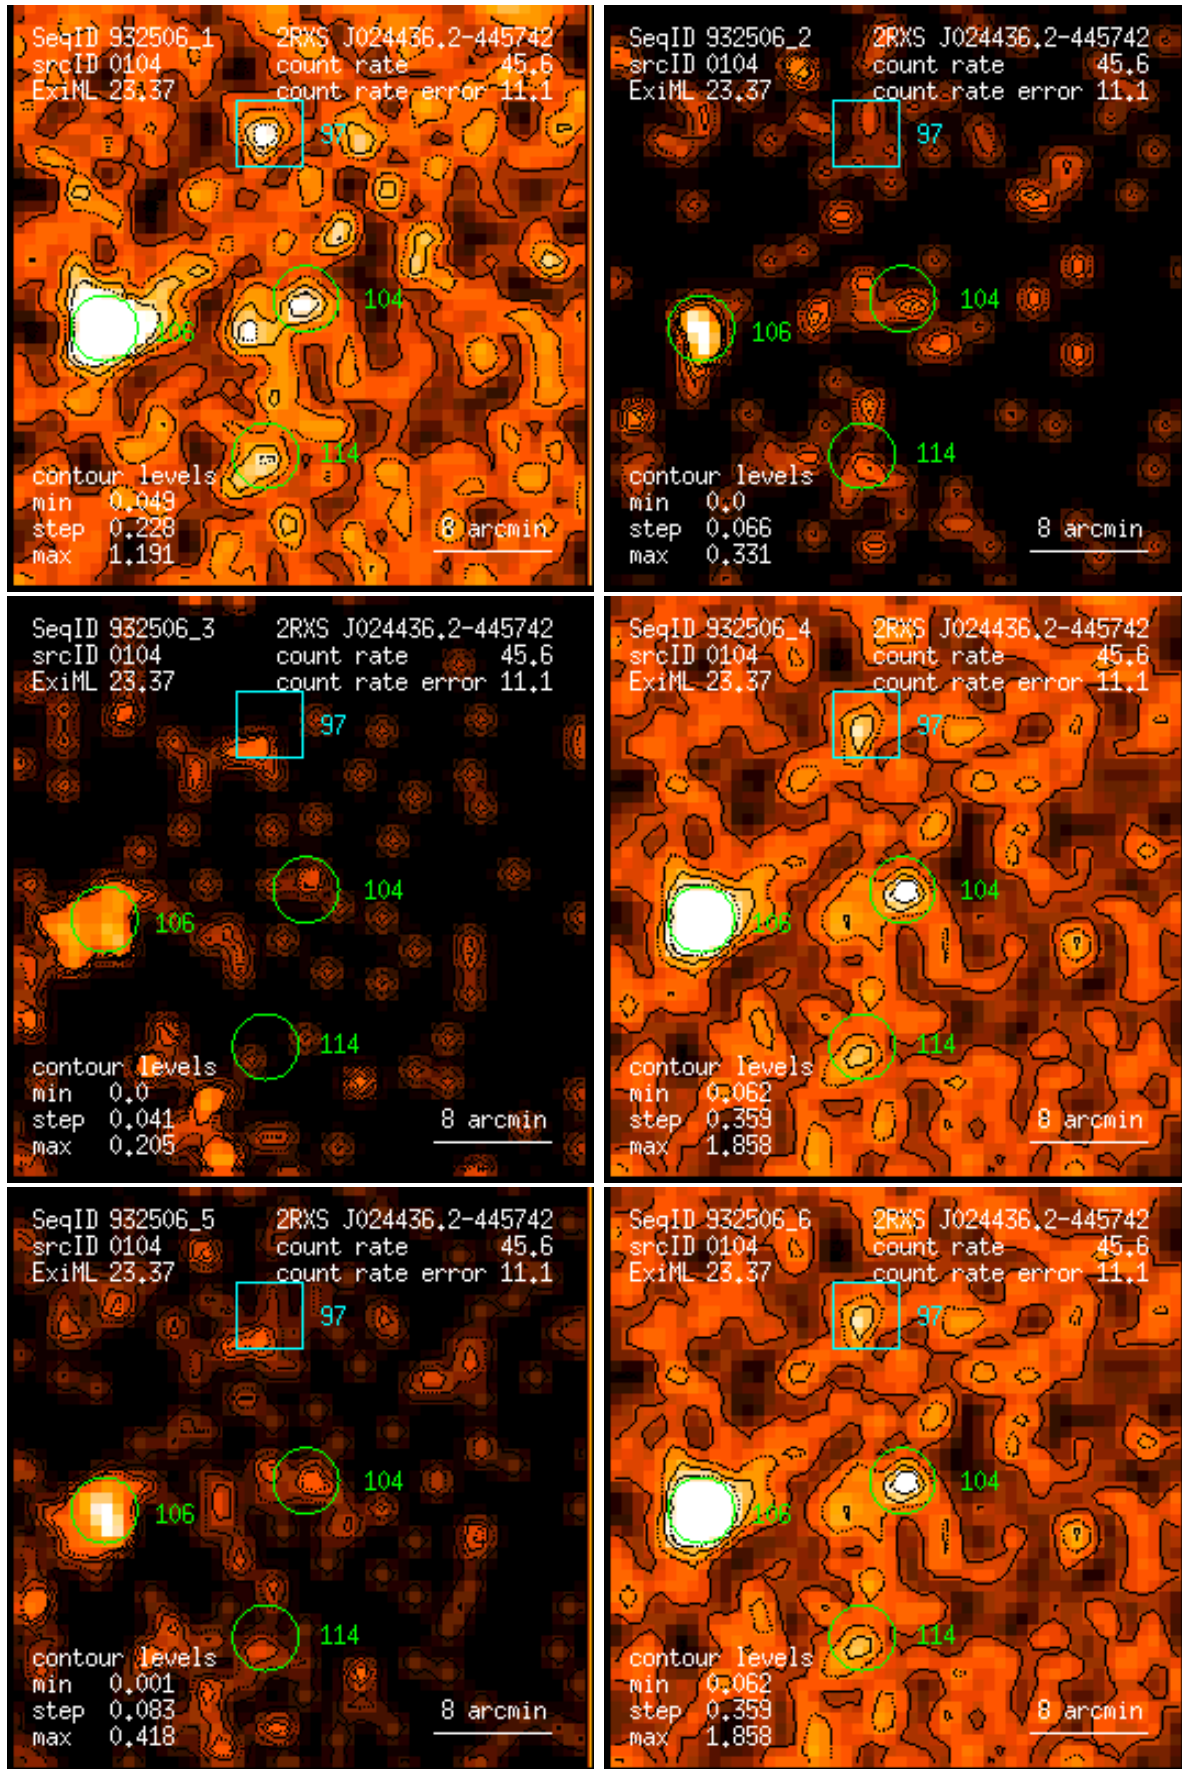 SeqID 932506_1 2RXS J024436.2-445742
srcID 0104 count rate 45.6
ExiML 23.37 count rate error 11.1
97
104
106
114
contour levels
min 0.049
step 0.228
max 1.191
8 arcmin
SeqID 932506_2 2RXS J024436.2-445742
srcID 0104 count rate 45.6
ExiML 23.37 count rate error 11.1
97
104
106
114
contour levels
min 0.0
step 0.066
max 0.331
8 arcmin
SeqID 932506_3 2RXS J024436.2-445742
srcID 0104 count rate 45.6
ExiML 23.37 count rate error 11.1
97
104
106
114
contour levels
min 0.0
step 0.041
max 0.205
8 arcmin
SeqID 932506_4 2RXS J024436.2-445742
srcID 0104 count rate 45.6
ExiML 23.37 count rate error 11.1
97
104
106
114
contour levels
min 0.062
step 0.359
max 1.858
8 arcmin
SeqID 932506_5 2RXS J024436.2-445742
srcID 0104 count rate 45.6
ExiML 23.37 count rate error 11.1
97
104
106
114
contour levels
min 0.001
step 0.083
max 0.418
8 arcmin
SeqID 932506_6 2RXS J024436.2-445742
srcID 0104 count rate 45.6
ExiML 23.37 count rate error 11.1
97
104
106
114
contour levels
min 0.062
step 0.359
max 1.858
8 arcmin